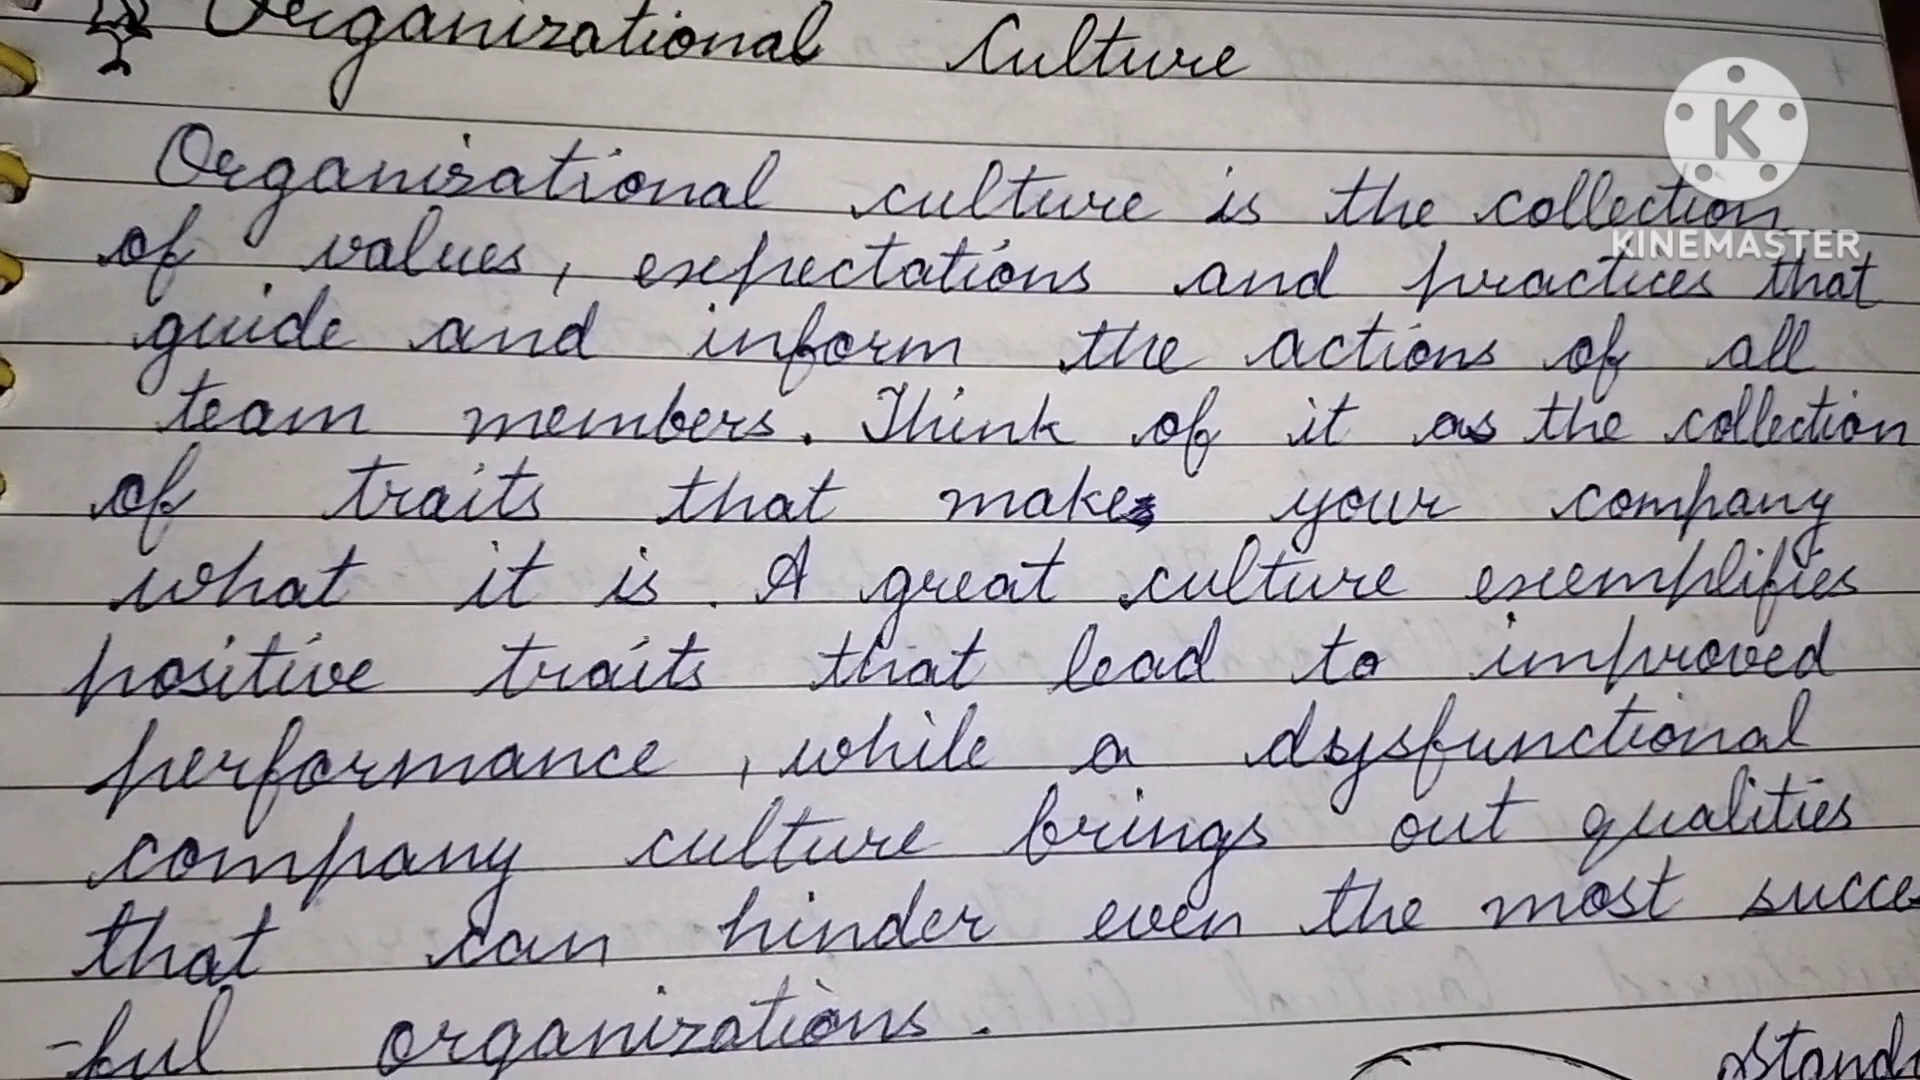 Organizational Culture
Organizational culture is the collection
of values, expectations and practices that
guide and inform the actions of all
team members. Think of it as the collection
of traits that make your company
what it is. A great culture exemplifies
positive traits that lead to improved
performance, while a dysfunctional
company culture brings out qualities
that can hinder even the most succe
-ful organizations.
K
KINEMASTER